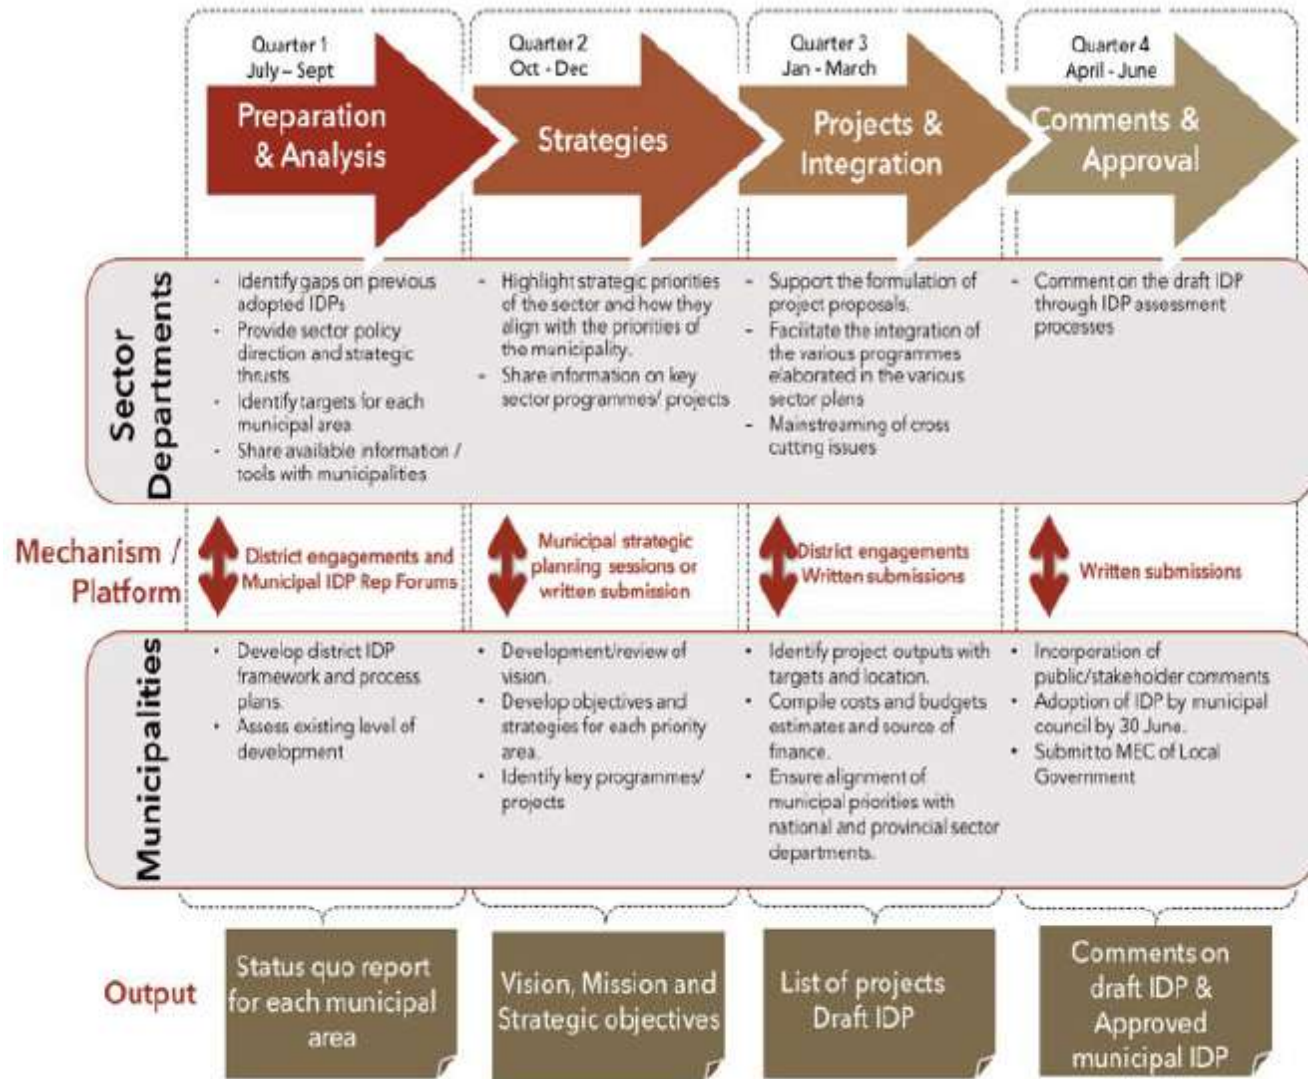 Quarter 1
July – Sept
Preparation
& Analysis
Quarter 2
Oct - Dec
Strategies
Quarter 3
Jan - March
Projects &
Integration
Quarter 4
April - June
Comments &
Approval
Sector
Departments
- Identify gaps on previous
adopted IDPs
- Provide sector policy
direction and strategic
thrusts
- Identify targets for each
municipal area
- Share available information /
tools with municipalities
- Highlight strategic priorities
of the sector and how they
align with the priorities of
the municipality.
- Share information on key
sector programmes/ projects
- Support the formulation of
project proposals.
- Facilitate the integration of
the various programmes
elaborated in the various
sector plans
- Mainstreaming of cross
cutting issues
- Comment on the draft IDP
through IDP assessment
processes
Mechanism /
Platform
District engagements and
Municipal IDP Rep Forums
Municipal strategic
planning sessions or
written submission
District engagements
Written submissions
Written submissions
Municipalities
• Develop district IDP
framework and process
plans.
• Assess existing level of
development
• Development/review of
vision.
• Develop objectives and
strategies for each priority
area.
• Identify key programmes/
projects
• Identify project outputs with
targets and location.
• Compile costs and budgets
estimates and source of
finance.
• Ensure alignment of
municipal priorities with
national and provincial sector
departments.
• Incorporation of
public/stakeholder comments
• Adoption of IDP by municipal
council by 30 June.
• Submit to MEC of Local
Government
Output
Status quo report
for each municipal
area
Vision, Mission and
Strategic objectives
List of projects
Draft IDP
Comments on
draft IDP &
Approved
municipal IDP